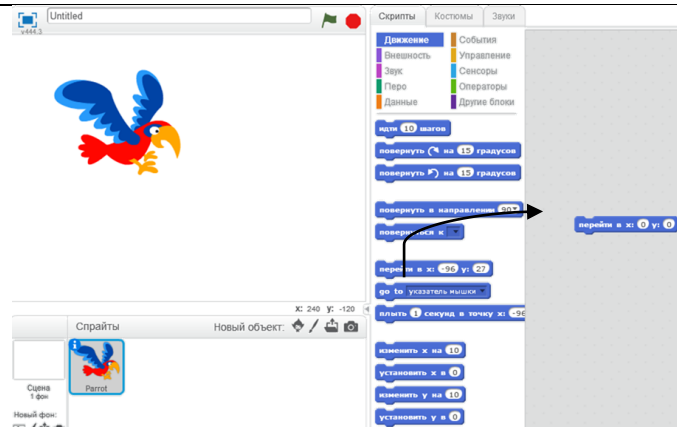 Untitled
v444.3
Скрипты Костюмы Звуки
Движение События
Внешность Управление
Звук Сенсоры
Перо Операторы
Данные Другие блоки
идти 10 шагов
повернуть на 15 градусов
повернуть на 15 градусов
повернуть в направлении 90
повернуться к
перейти в x: -96 y: 27
go to указатель мышки
плыть 1 секунд в точку x: -96
изменить x на 10
установить x в 0
изменить y на 10
установить y в 0
перейти в x: 0 y: 0
x: 240 y: -120
Спрайты Новый объект:
Сцена
1 фон
Parrot
Новый фон: